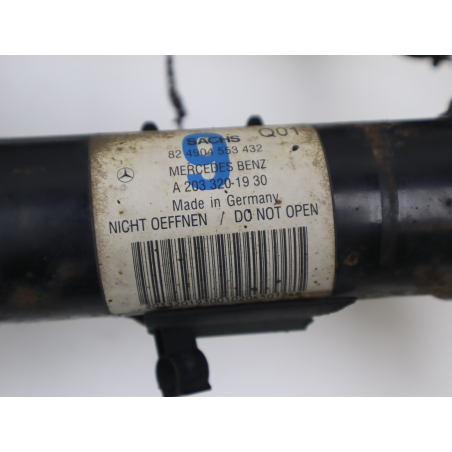 SACHS Q01
82 4904 553 432
9
MERCEDES BENZ
A 203 320-19 30
Made in Germany
NICHT OEFFNEN / DO NOT OPEN